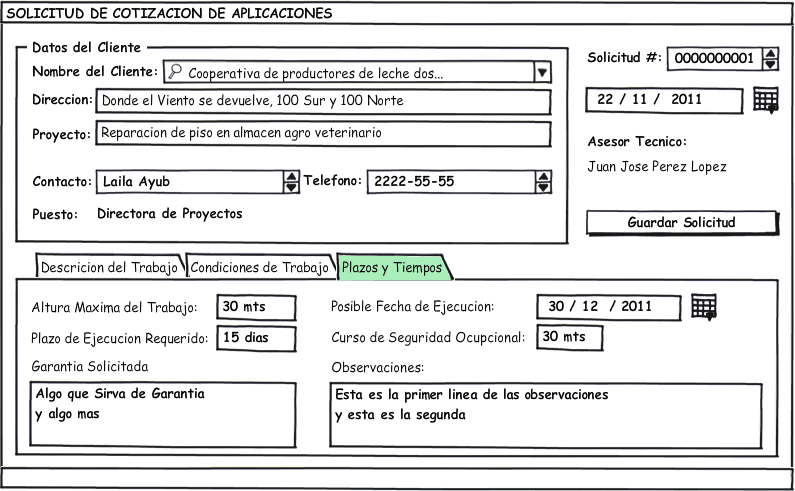 SOLICITUD DE COTIZACION DE APLICACIONES
Datos del Cliente
Nombre del Cliente: Cooperativa de productores de leche dos...
Direccion: Donde el Viento se devuelve, 100 Sur y 100 Norte
Proyecto: Reparacion de piso en almacen agro veterinario
Contacto: Laila Ayub Telefono: 2222-55-55
Puesto: Directora de Proyectos
Solicitud #: 0000000001
22 / 11 / 2011
Asesor Tecnico:
Juan Jose Perez Lopez
Guardar Solicitud
Descricion del Trabajo Condiciones de Trabajo Plazos y Tiempos
Altura Maxima del Trabajo: 30 mts Posible Fecha de Ejecucion: 30 / 12 / 2011
Plazo de Ejecucion Requerido: 15 dias Curso de Seguridad Ocupcional: 30 mts
Garantia Solicitada
Algo que Sirva de Garantia
y algo mas
Observaciones:
Esta es la primer linea de las observaciones
y esta es la segunda